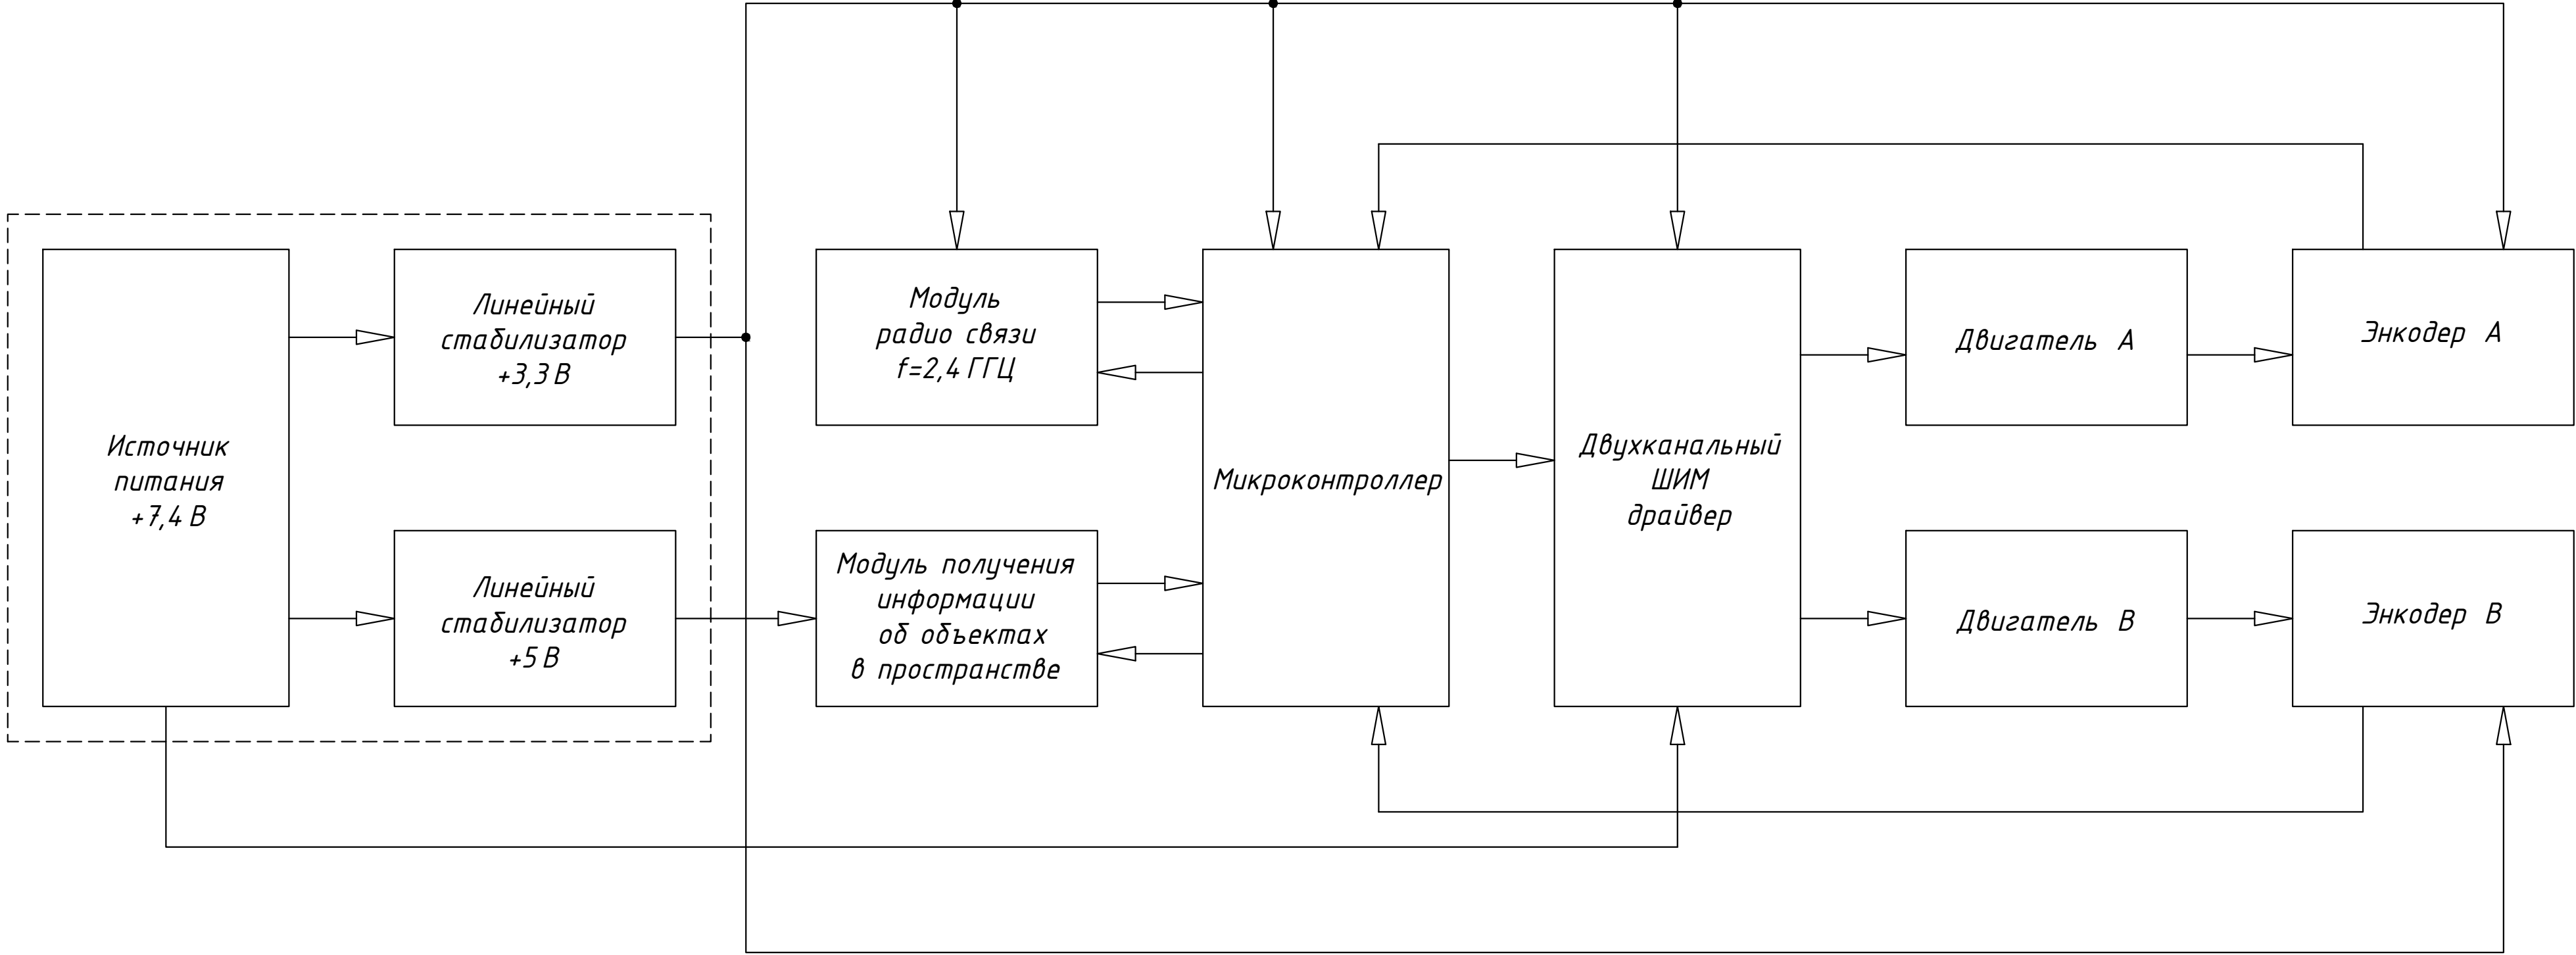 Источник
питания
+7,4 В
Линейный
стабилизатор
+3,3 В
Линейный
стабилизатор
+5 В
Модуль
радио связи
f=2,4 ГГЦ
Модуль получения
информации
об объектах
в пространстве
Микроконтроллер
Двухканальный
ШИМ
драйвер
Двигатель А
Двигатель В
Энкодер А
Энкодер В